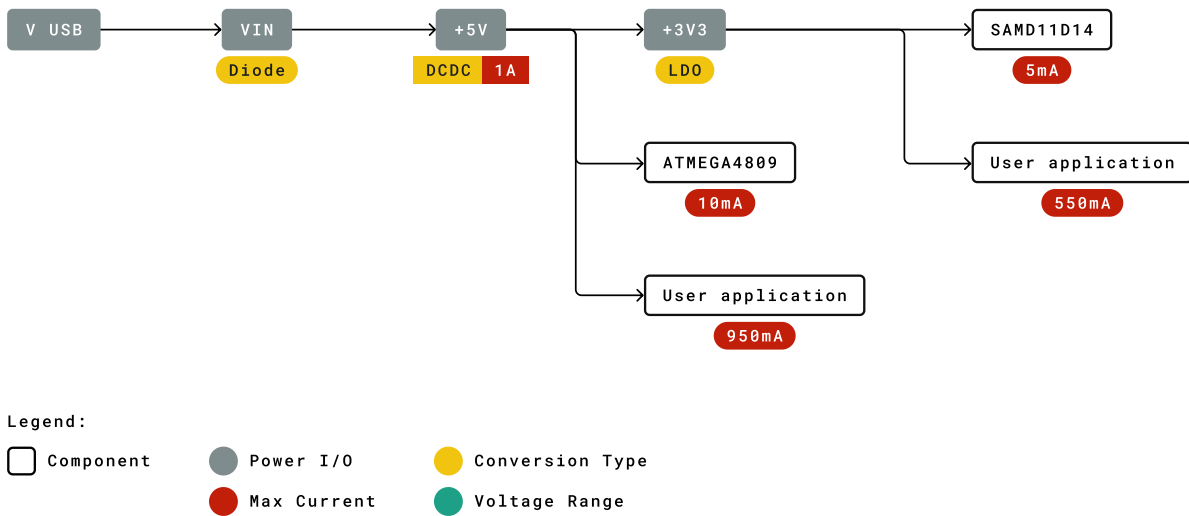 V USB
VIN
+5V
+3V3
SAMD11D14
Diode
DCDC 1A
LDO
5mA
ATMEGA4809
User application
10mA
550mA
User application
950mA
Legend:
Component
Power I/O
Conversion Type
Max Current
Voltage Range